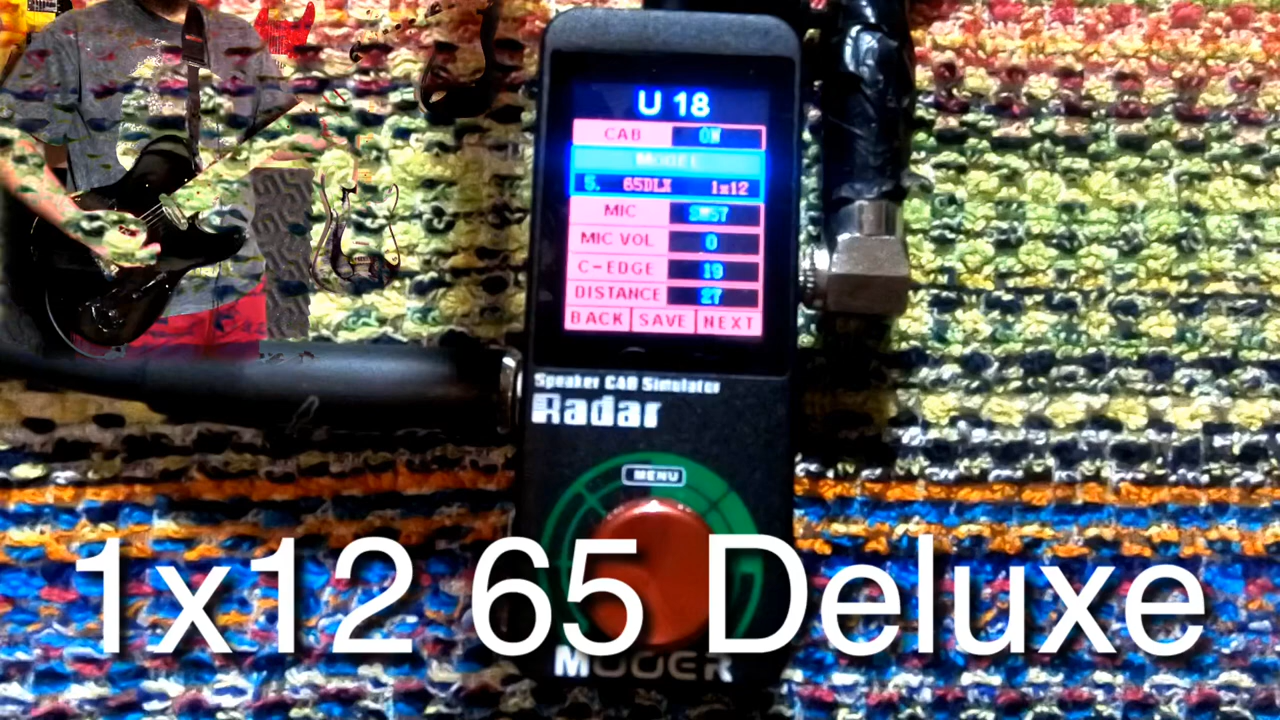 U 18
CAB ON
MODEL
5. 65DLX 1x12
MIC SM57
MIC VOL 0
C-EDGE 19
DISTANCE 27
BACK SAVE NEXT
Speaker CAB Simulator
Radar
MENU
1x12 65 Deluxe
MOOER